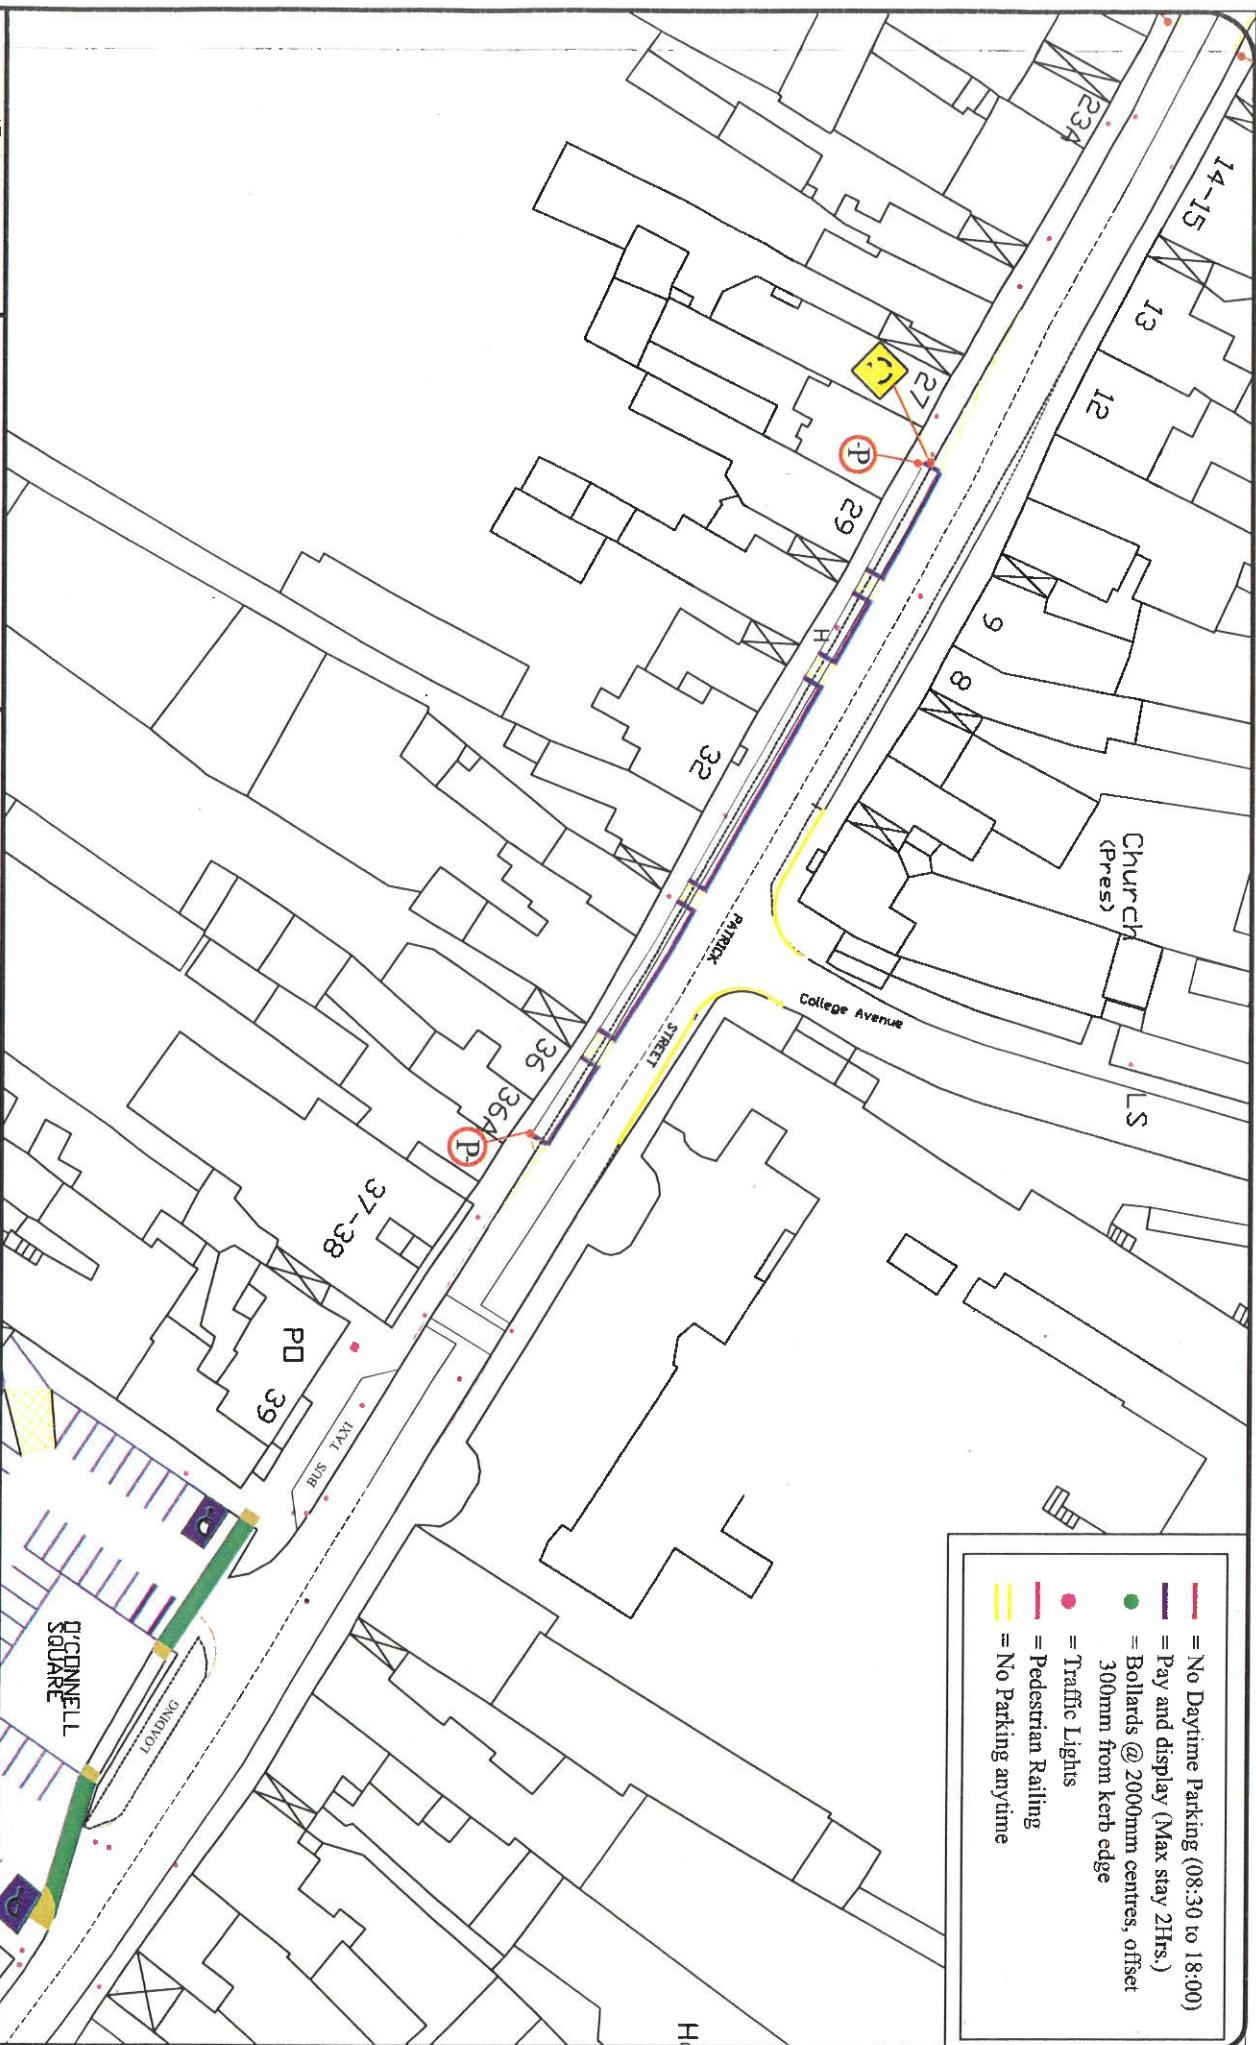 23A
14-15
13
12
27
-P
29
H
9
8
32
Church
(Pres)
PATRICK
STREET
College Avenue
LS
36
36A
P-
37-38
PO
39
BUS TAXI
LOADING
O'CONNELL
SQUARE
= No Daytime Parking (08:30 to 18:00)
= Pay and display (Max stay 2Hrs.)
= Bollards @ 2000mm centres, offset
300mm from kerb edge
= Traffic Lights
= Pedestrian Railing
= No Parking anytime